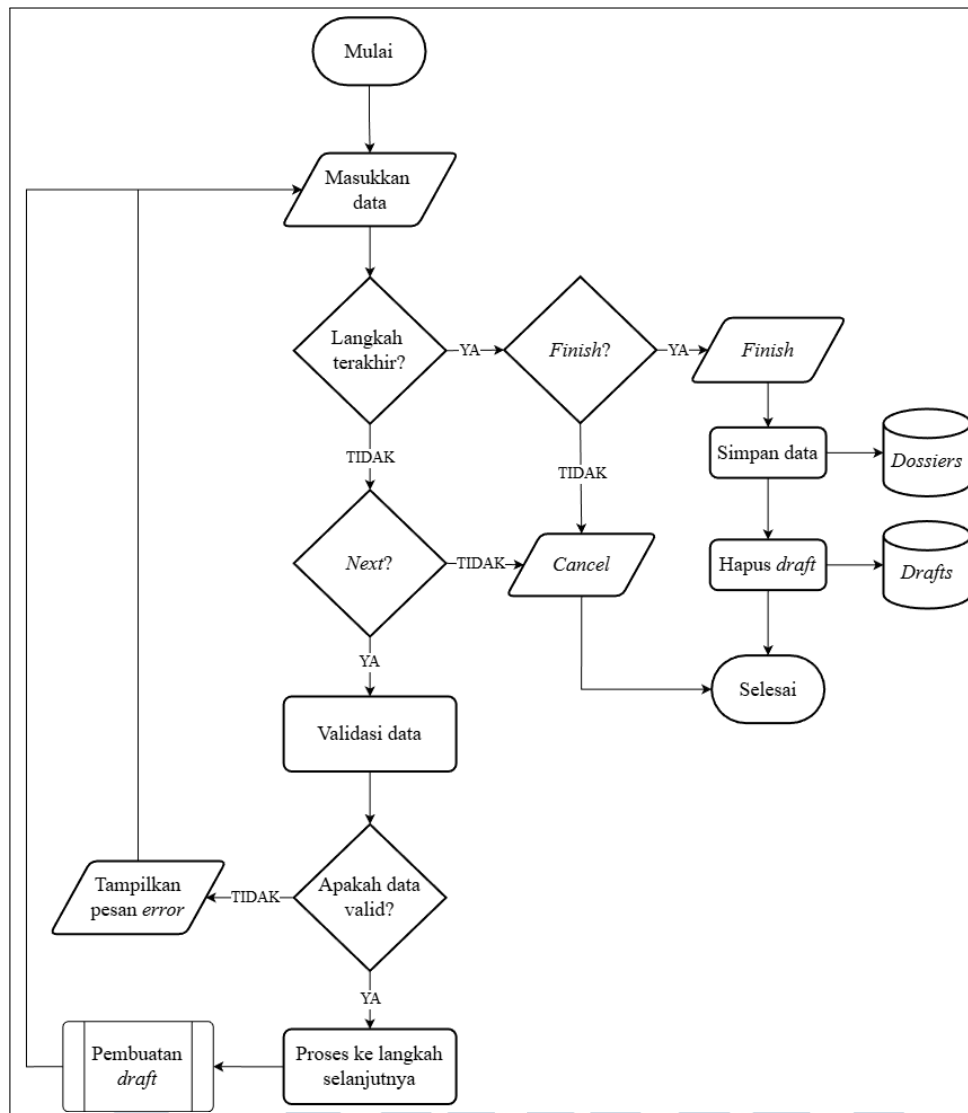 Mulai
Masukkan
data
Langkah
terakhir?
YA
Finish?
YA
Finish
TIDAK
TIDAK
Simpan data
Dossiers
Next?
TIDAK
Cancel
Hapus draft
Drafts
YA
Selesai
Validasi data
Apakah data
valid?
TIDAK
Tampilkan
pesan error
YA
Proses ke langkah
selanjutnya
Pembuatan
draft